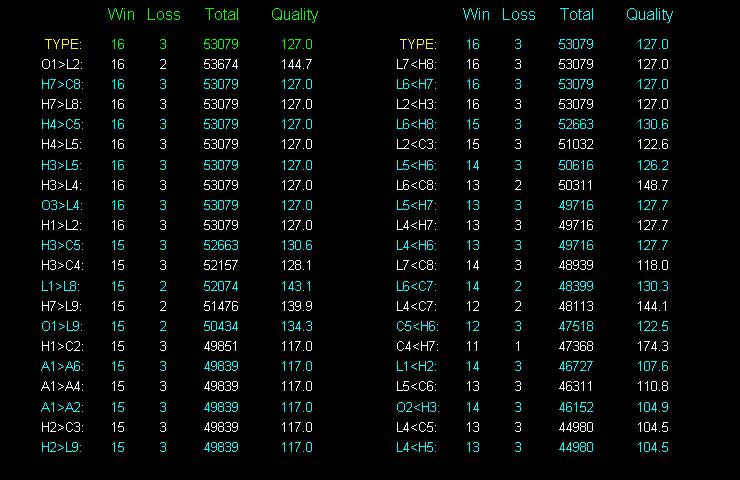 Win Loss Total Quality Win Loss Total Quality
TYPE: 16 3 53079 127.0 TYPE: 16 3 53079 127.0
O1>L2: 16 2 53674 144.7 L7<H8: 16 3 53079 127.0
H7>C8: 16 3 53079 127.0 L6<H7: 16 3 53079 127.0
H7>L8: 16 3 53079 127.0 L2<H3: 16 3 53079 127.0
H4>C5: 16 3 53079 127.0 L6<H8: 15 3 52663 130.6
H4>L5: 16 3 53079 127.0 L2<C3: 15 3 51032 122.6
H3>L5: 16 3 53079 127.0 L5<H6: 14 3 50616 126.2
H3>L4: 16 3 53079 127.0 L6<C8: 13 2 50311 148.7
O3>L4: 16 3 53079 127.0 L5<H7: 13 3 49716 127.7
H1>L2: 16 3 53079 127.0 L4<H7: 13 3 49716 127.7
H3>C5: 15 3 52663 130.6 L4<H6: 13 3 49716 127.7
H3>C4: 15 3 52157 128.1 L7<C8: 14 3 48939 118.0
L1>L8: 15 2 52074 143.1 L6<C7: 14 2 48399 130.3
H7>L9: 15 2 51476 139.9 L4<C7: 12 2 48113 144.1
O1>L9: 15 2 50434 134.3 C5<H6: 12 3 47518 122.5
H1>C2: 15 3 49851 117.0 C4<H7: 11 1 47368 174.3
A1>A6: 15 3 49839 117.0 L1<H2: 14 3 46727 107.6
A1>A4: 15 3 49839 117.0 L5<C6: 13 3 46311 110.8
A1>A2: 15 3 49839 117.0 O2<H3: 14 3 46152 104.9
H2>C3: 15 3 49839 117.0 L4<C5: 13 3 44980 104.5
H2>L9: 15 3 49839 117.0 L4<H5: 13 3 44980 104.5